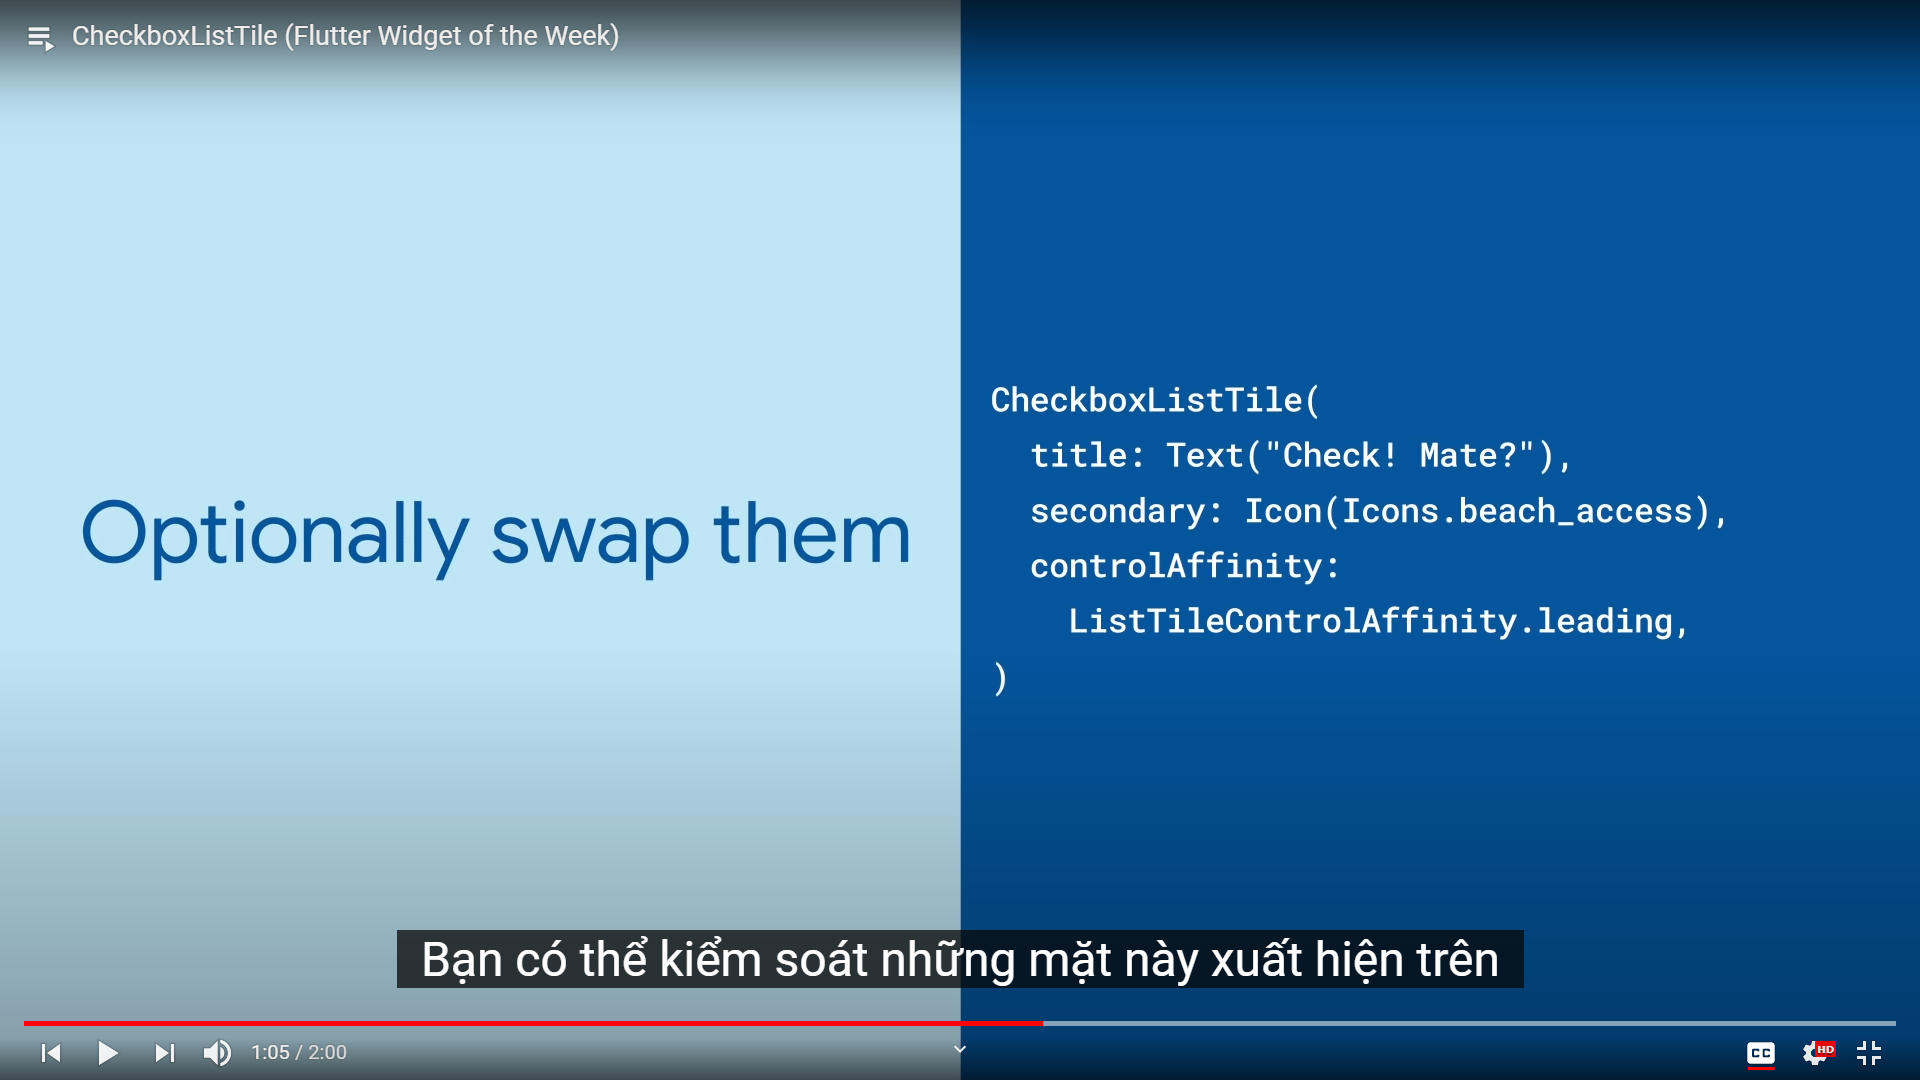 CheckboxListTile (Flutter Widget of the Week)
Optionally swap them
CheckboxListTile(
  title: Text("Check! Mate?"),
  secondary: Icon(Icons.beach_access),
  controlAffinity:
    ListTileControlAffinity.leading,
)
Bạn có thể kiểm soát những mặt này xuất hiện trên
1:05 / 2:00
CC
HD